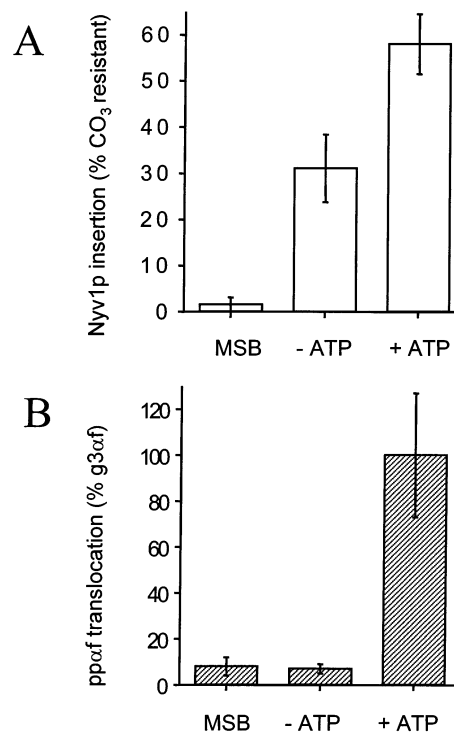 A
Nyv1p insertion (% CO3 resistant)
60
50
40
30
20
10
0
MSB - ATP + ATP
B
ppαf translocation (% g3αf)
120
100
80
60
40
20
0
MSB - ATP + ATP